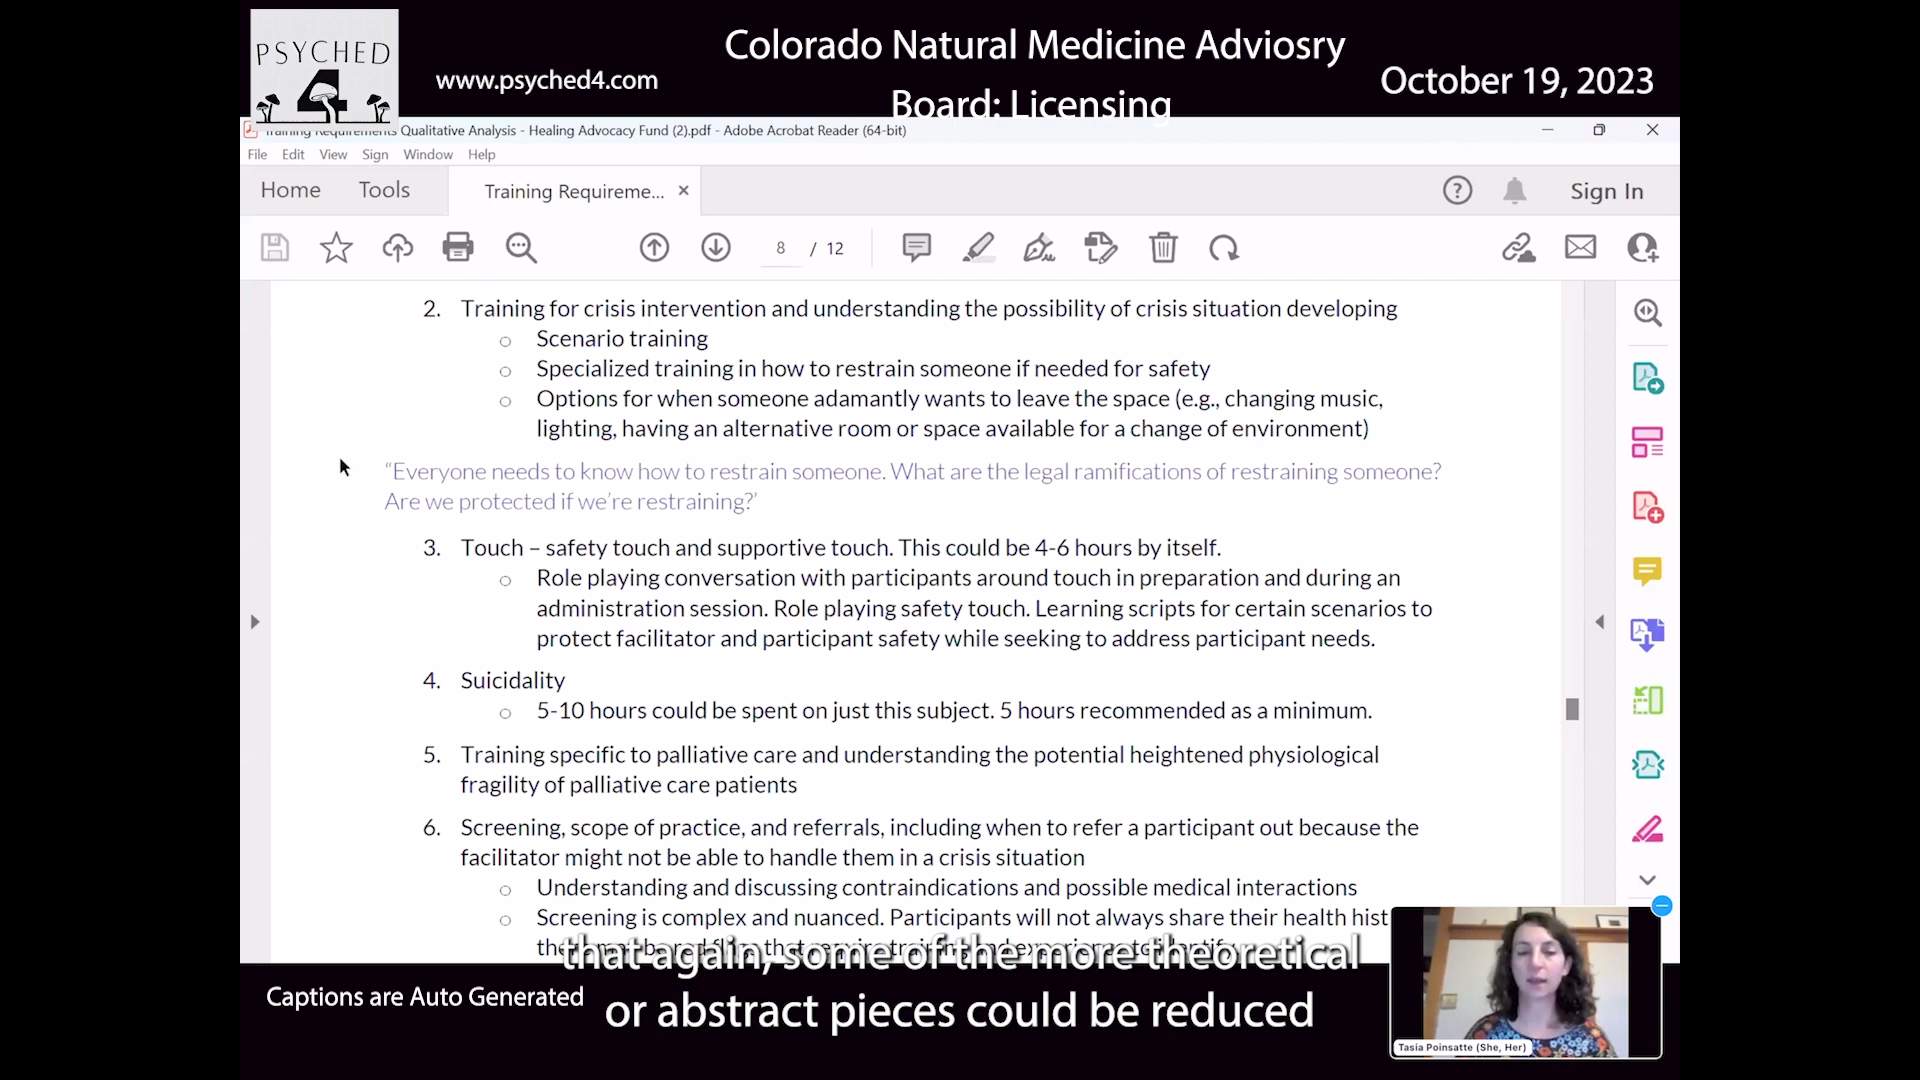 PSYCHED
4
www.psyched4.com
Colorado Natural Medicine Adviosry
Board: Licensing
October 19, 2023
Training Requirements Qualitative Analysis - Healing Advocacy Fund (2).pdf - Adobe Acrobat Reader (64-bit)
File Edit View Sign Window Help
Home Tools Training Requireme... × Sign In
8 / 12
2. Training for crisis intervention and understanding the possibility of crisis situation developing
○ Scenario training
○ Specialized training in how to restrain someone if needed for safety
○ Options for when someone adamantly wants to leave the space (e.g., changing music,
lighting, having an alternative room or space available for a change of environment)
“Everyone needs to know how to restrain someone. What are the legal ramifications of restraining someone?
Are we protected if we’re restraining?’
3. Touch – safety touch and supportive touch. This could be 4-6 hours by itself.
○ Role playing conversation with participants around touch in preparation and during an
administration session. Role playing safety touch. Learning scripts for certain scenarios to
protect facilitator and participant safety while seeking to address participant needs.
4. Suicidality
○ 5-10 hours could be spent on just this subject. 5 hours recommended as a minimum.
5. Training specific to palliative care and understanding the potential heightened physiological
fragility of palliative care patients
6. Screening, scope of practice, and referrals, including when to refer a participant out because the
facilitator might not be able to handle them in a crisis situation
○ Understanding and discussing contraindications and possible medical interactions
○ Screening is complex and nuanced. Participants will not always share their health hist
that again, some of the more theoretical
or abstract pieces could be reduced
Captions are Auto Generated
Tasia Poinsatte (She, Her)